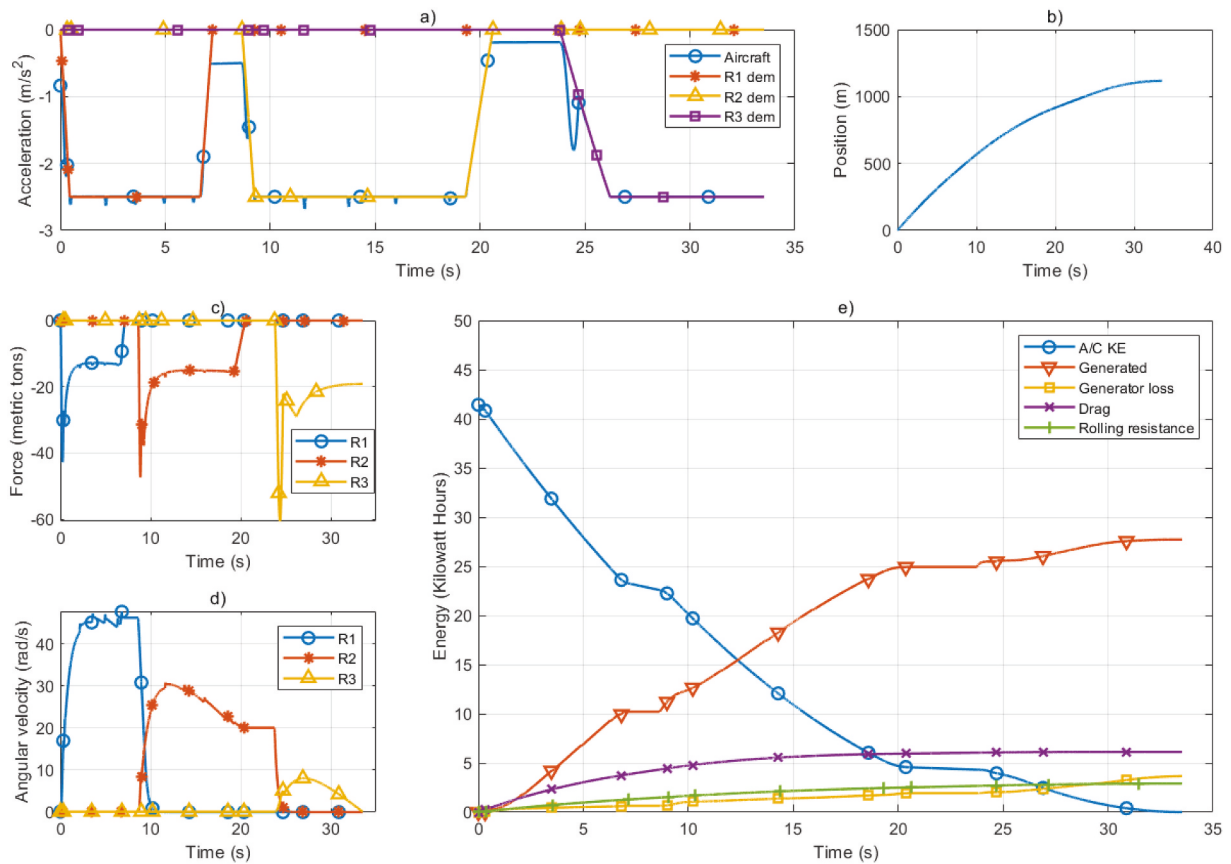 a)
Acceleration (m/s²)
0
-1
-2
-3
0 5 10 15 20 25 30 35
Time (s)
Aircraft
R1 dem
R2 dem
R3 dem
b)
Position (m)
1500
1000
500
0
0 10 20 30 40
Time (s)
c)
Force (metric tons)
0
-20
-40
-60
0 10 20 30
Time (s)
R1
R2
R3
d)
Angular velocity (rad/s)
40
30
20
10
0
0 10 20 30
Time (s)
R1
R2
R3
e)
Energy (Kilowatt Hours)
50
45
40
35
30
25
20
15
10
5
0
0 5 10 15 20 25 30 35
Time (s)
A/C KE
Generated
Generator loss
Drag
Rolling resistance